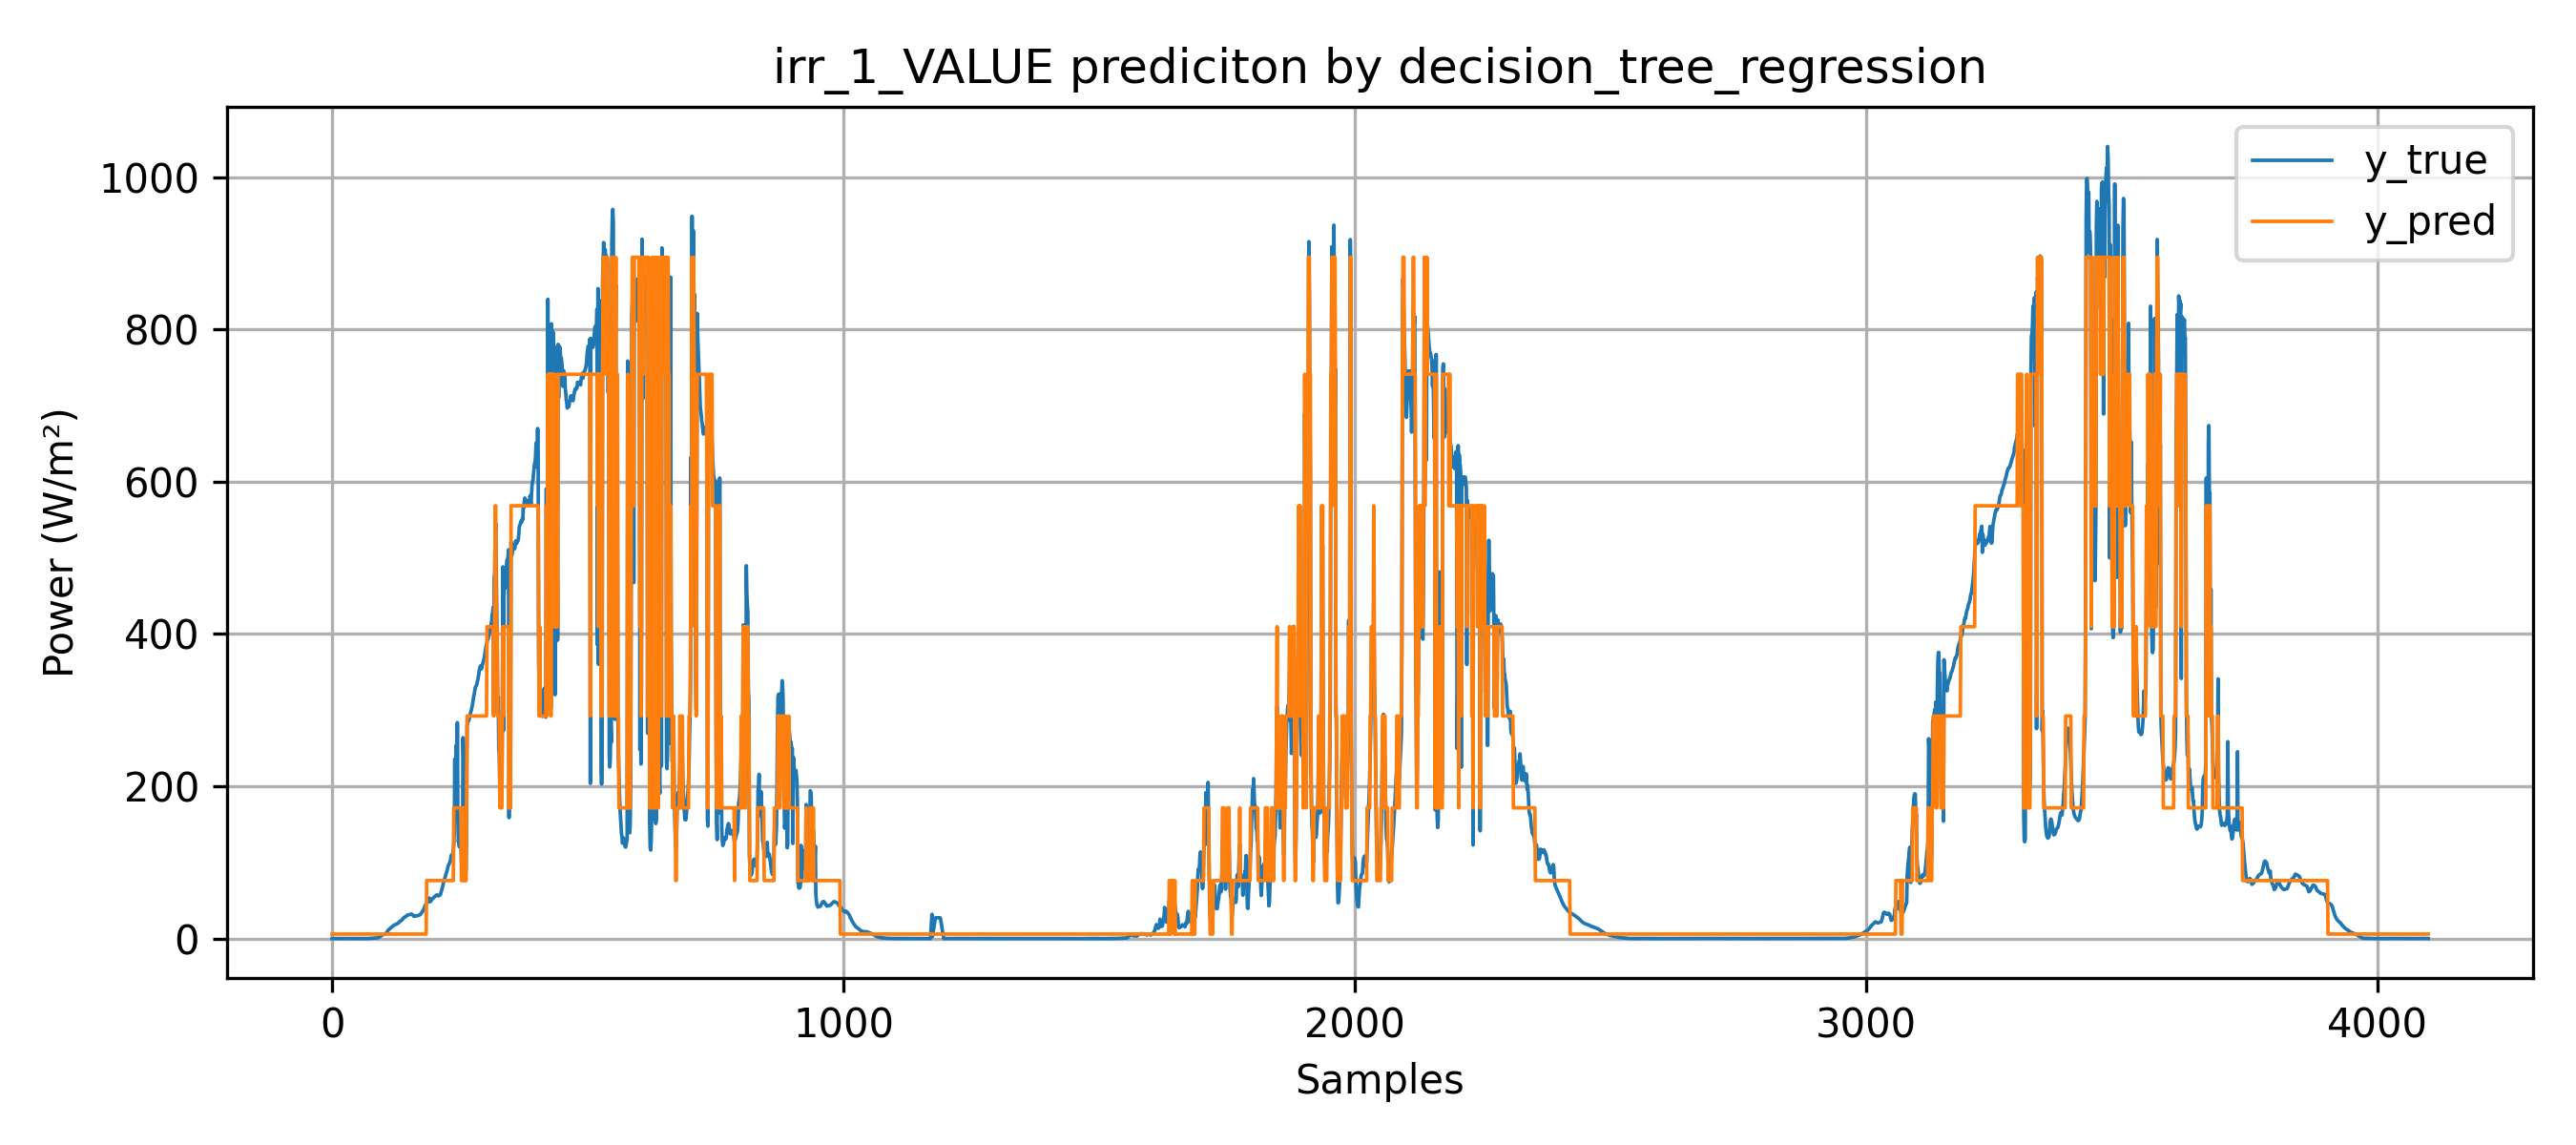 irr_1_VALUE prediciton by decision_tree_regression
y_true
y_pred
Power (W/m²)
1000
800
600
400
200
0
0 1000 2000 3000 4000
Samples